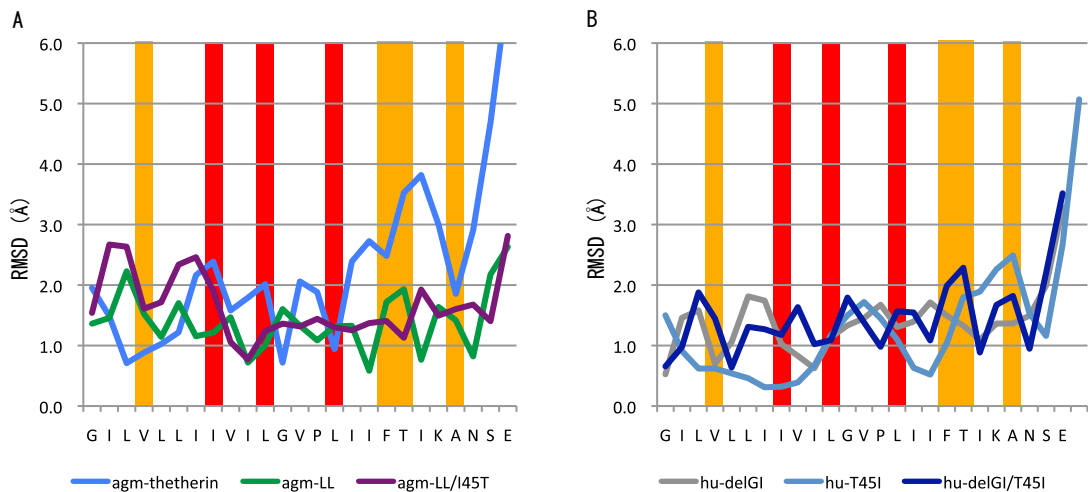 A
RMSD (Å)
6.0
5.0
4.0
3.0
2.0
1.0
0.0
G I L V L L I I V I L G V P L I I F T I K A N S E
agm-thetherin agm-LL agm-LL/I45T
B
RMSD (Å)
6.0
5.0
4.0
3.0
2.0
1.0
0.0
G I L V L L I I V I L G V P L I I F T I K A N S E
hu-delGI hu-T45I hu-delGI/T45I